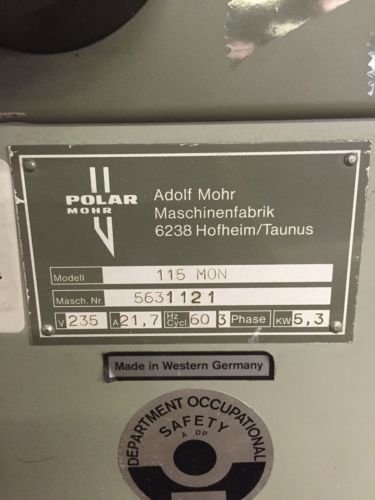 POLAR
MOHR
Adolf Mohr
Maschinenfabrik
6238 Hofheim/Taunus
Modell 115 MON
Masch. Nr. 5631121
V 235 A 21,7 Hz Cycl 60 3 Phase KW 5,3
Made in Western Germany
DEPARTMENT OCCUPATIONAL
SAFETY